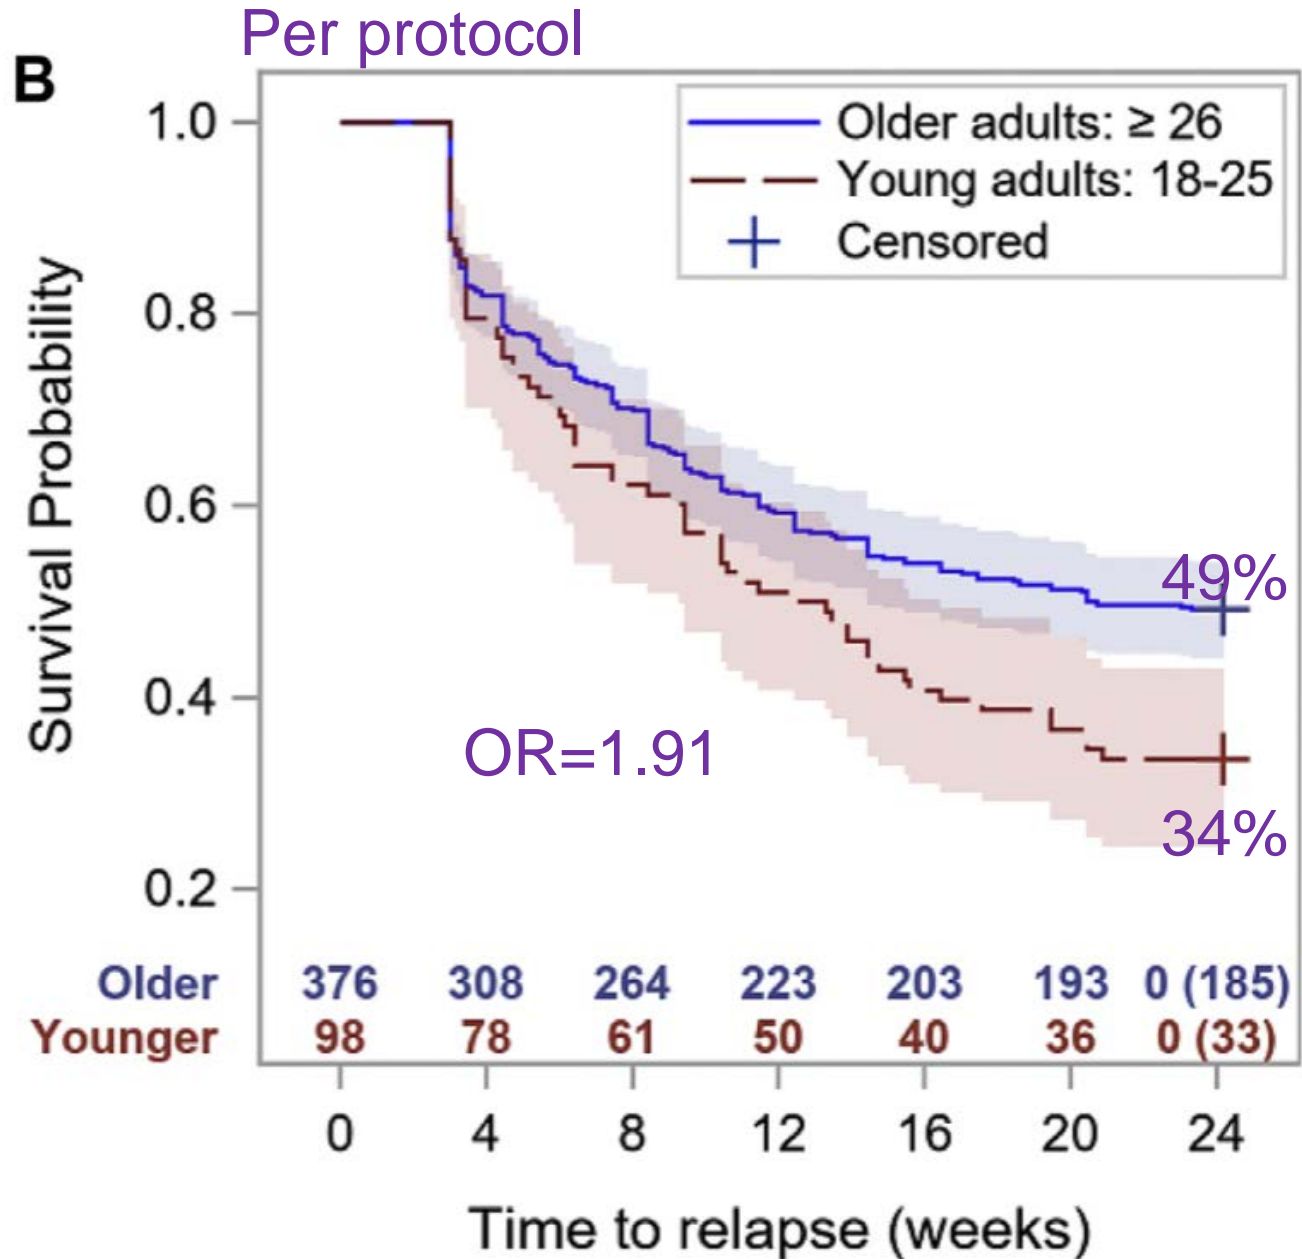 Per protocol
B
Older adults: ≥ 26
Young adults: 18-25
Censored
1.0
0.8
0.6
0.4
0.2
Survival Probability
49%
OR=1.91
34%
Older 376 308 264 223 203 193 0 (185)
Younger 98 78 61 50 40 36 0 (33)
0 4 8 12 16 20 24
Time to relapse (weeks)